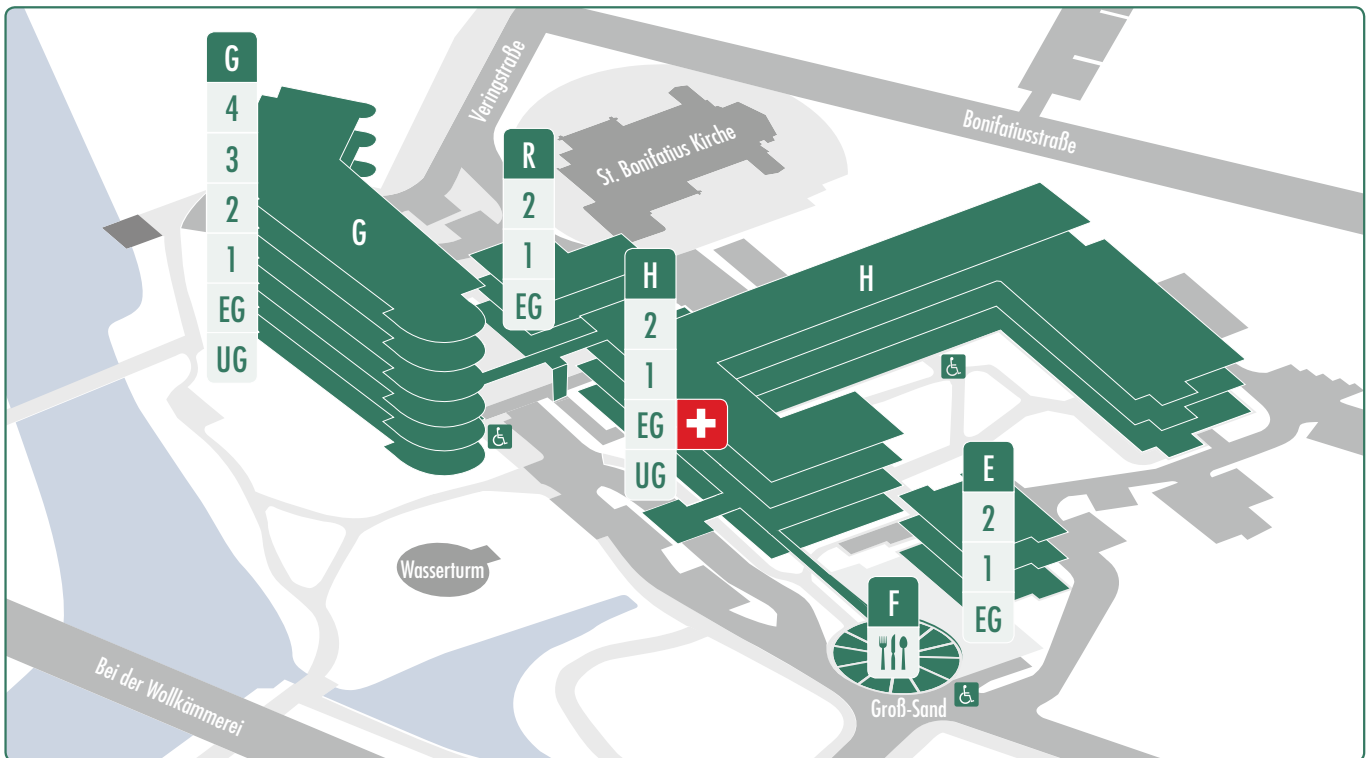 G
4
3
2
1
EG
UG
G
Veringstraße
St. Bonifatius Kirche
Bonifatiusstraße
R
2
1
EG
H
2
1
EG
UG
H
E
2
1
EG
F
Groß-Sand
Wasserturm
Bei der Wollkämmerei